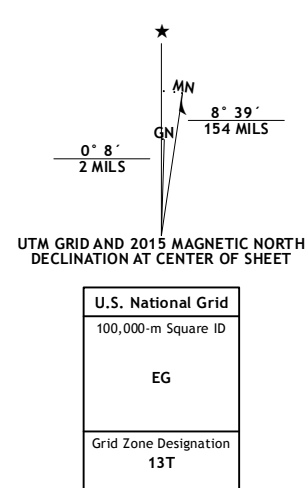 ★
MN
GN
8° 39´
154 MILS
0° 8´
2 MILS
UTM GRID AND 2015 MAGNETIC NORTH
DECLINATION AT CENTER OF SHEET
U.S. National Grid
100,000-m Square ID
EG
Grid Zone Designation
13T